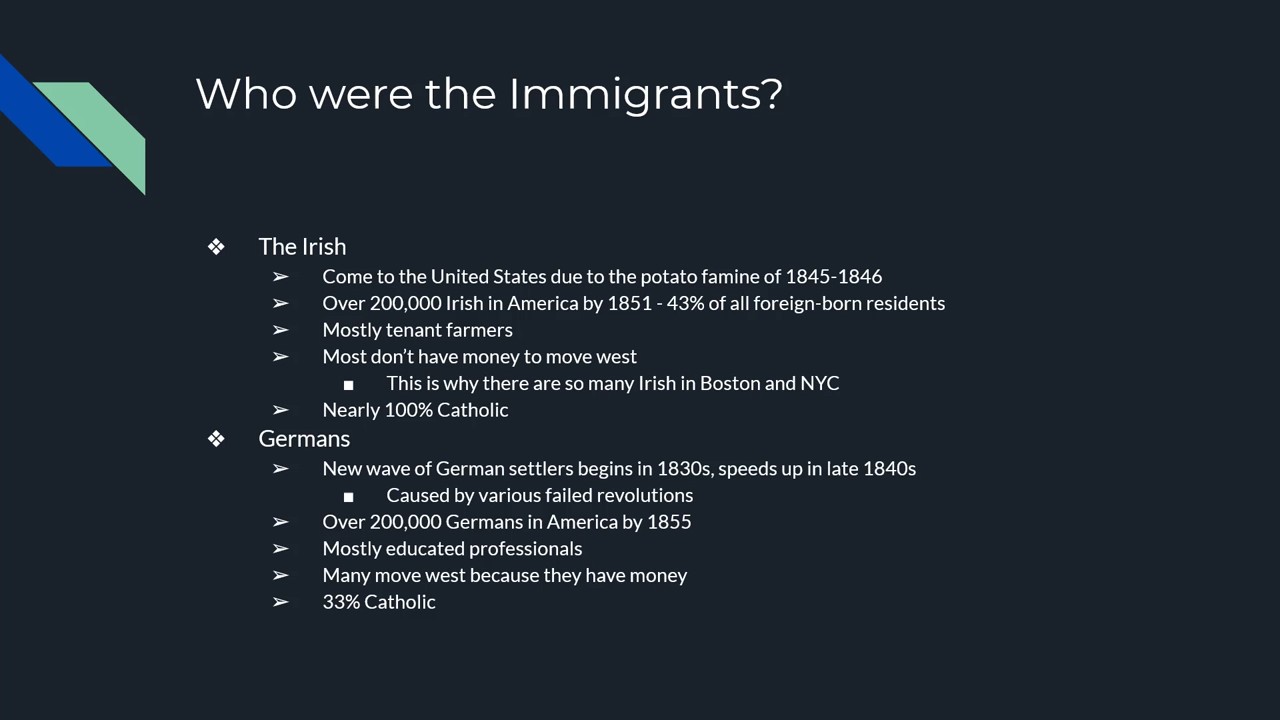 Who were the Immigrants?
❖ The Irish
➢ Come to the United States due to the potato famine of 1845-1846
➢ Over 200,000 Irish in America by 1851 - 43% of all foreign-born residents
➢ Mostly tenant farmers
➢ Most don’t have money to move west
■ This is why there are so many Irish in Boston and NYC
➢ Nearly 100% Catholic
❖ Germans
➢ New wave of German settlers begins in 1830s, speeds up in late 1840s
■ Caused by various failed revolutions
➢ Over 200,000 Germans in America by 1855
➢ Mostly educated professionals
➢ Many move west because they have money
➢ 33% Catholic